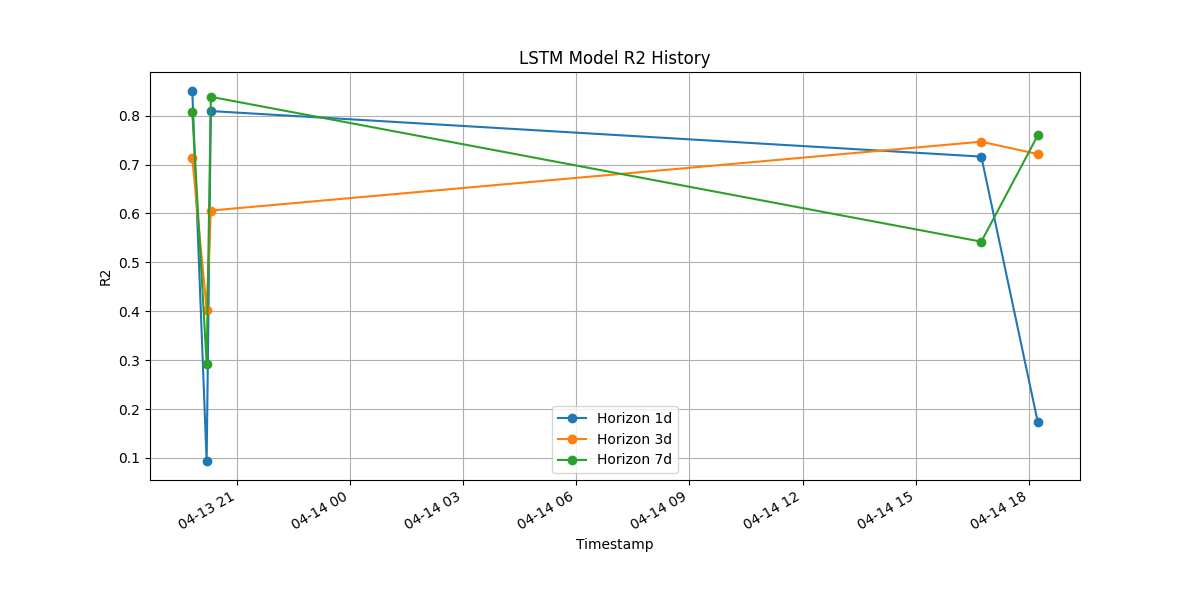 LSTM Model R2 History
R2
0.8
0.7
0.6
0.5
0.4
0.3
0.2
0.1
Horizon 1d
Horizon 3d
Horizon 7d
04-13 21
04-14 00
04-14 03
04-14 06
04-14 09
04-14 12
04-14 15
04-14 18
Timestamp